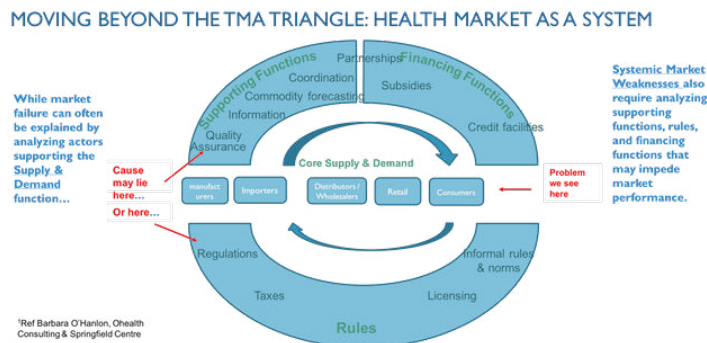 MOVING BEYOND THE TMA TRIANGLE: HEALTH MARKET AS A SYSTEM
While market
failure can often
be explained by
analyzing actors
supporting the
Supply &
Demand
function…
Supporting Functions
Partnerships
Coordination
Commodity forecasting
Information
Quality
Assurance
Financing Functions
Subsidies
Credit facilities
Systemic Market
Weaknesses also
require analyzing
supporting
functions, rules,
and financing
functions that
may impede
market
performance.
Cause
may lie
here…
Or here…
Core Supply & Demand
manufact
urers
Importers
Distributors /
Wholesalers
Retail
Consumers
Problem
we see
here
Regulations
Taxes
Informal rules
& norms
Licensing
Rules
1Ref Barbara O'Hanlon, Ohealth
Consulting & Springfield Centre